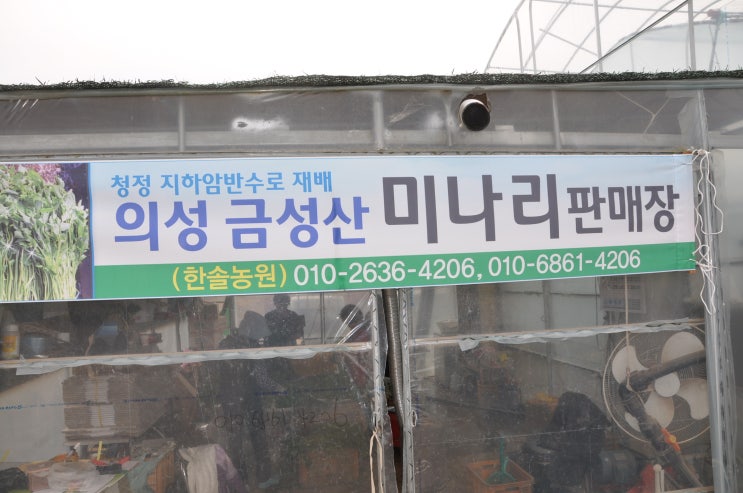 청정 지하암반수로 재배
의성 금성산 미나리 판매장
(한솔농원) 010-2636-4206, 010-6861-4206